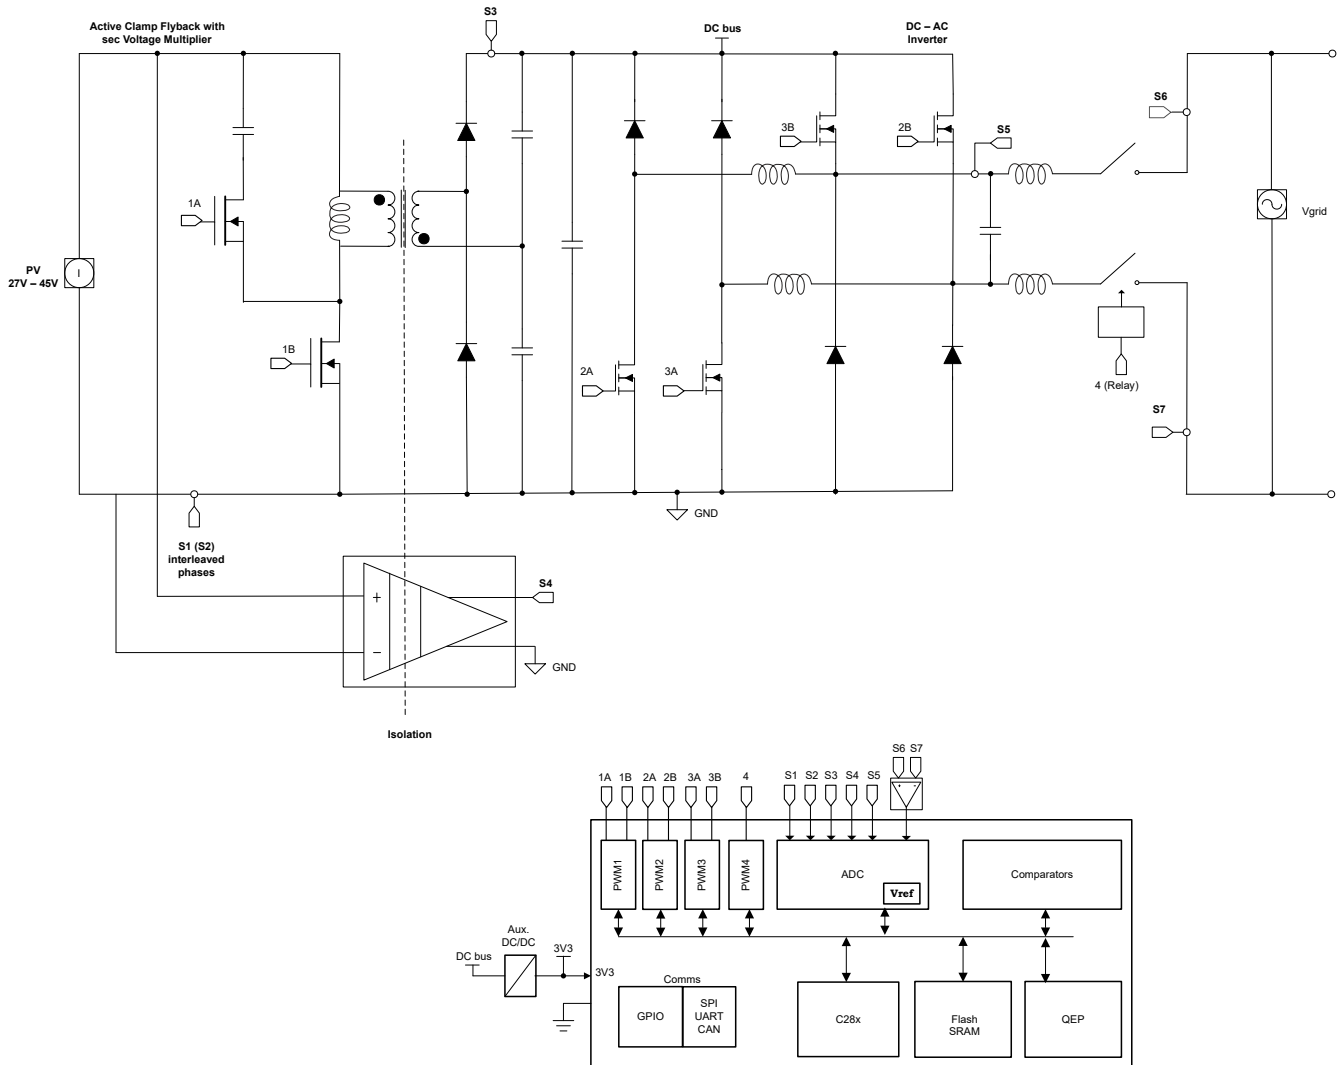 S3
Active Clamp Flyback with
sec Voltage Multiplier
DC bus
DC – AC
Inverter
S6
3B
2B
S5
1A
Vgrid
PV
27V – 45V
1B
2A
3A
4 (Relay)
S7
GND
S1 (S2)
interleaved
phases
+
−
S4
GND
Isolation
S6 S7
1A 1B 2A 2B 3A 3B 4 S1 S2 S3 S4 S5
+ -
PWM1
PWM2
PWM3
PWM4
ADC
Vref
Comparators
Aux.
DC/DC
DC bus
3V3
3V3
Comms
GPIO
SPI
UART
CAN
C28x
Flash
SRAM
QEP